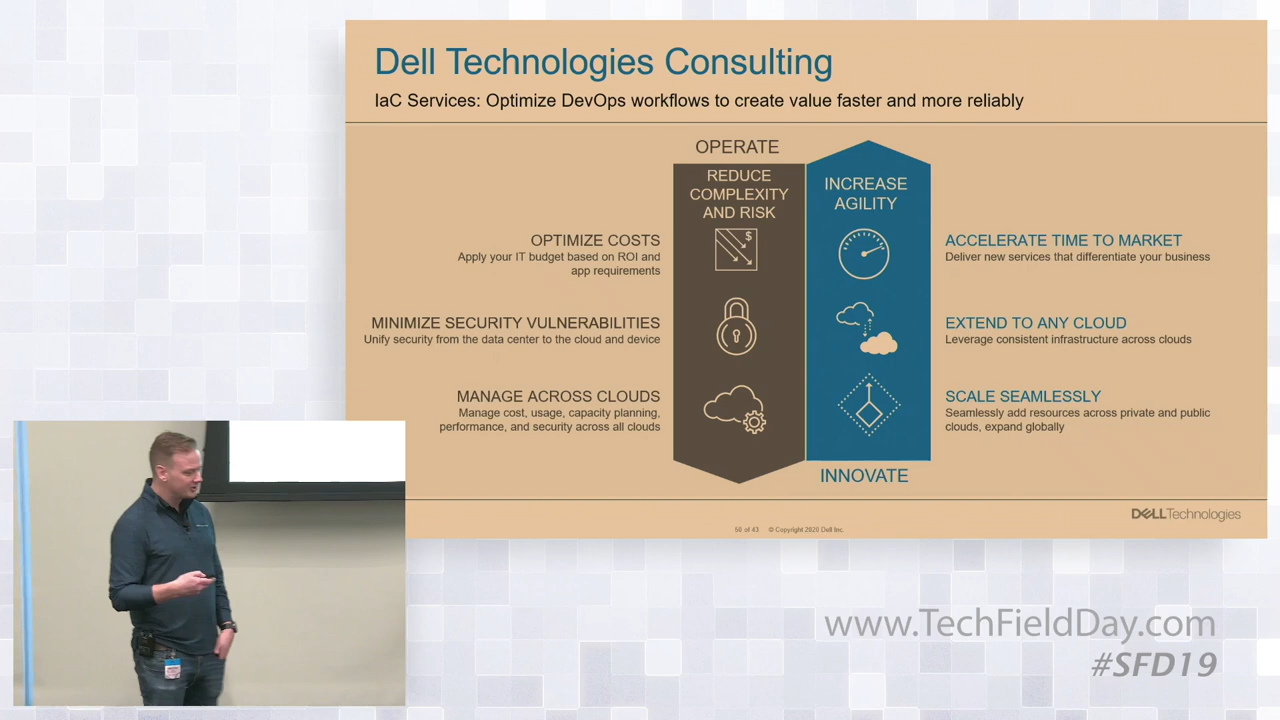 Dell Technologies Consulting
IaC Services: Optimize DevOps workflows to create value faster and more reliably
OPERATE
REDUCE
COMPLEXITY
AND RISK
INCREASE
AGILITY
OPTIMIZE COSTS
Apply your IT budget based on ROI and
app requirements
$
ACCELERATE TIME TO MARKET
Deliver new services that differentiate your business
MINIMIZE SECURITY VULNERABILITIES
Unify security from the data center to the cloud and device
EXTEND TO ANY CLOUD
Leverage consistent infrastructure across clouds
MANAGE ACROSS CLOUDS
Manage cost, usage, capacity planning,
performance, and security across all clouds
SCALE SEAMLESSLY
Seamlessly add resources across private and public
clouds, expand globally
INNOVATE
DELLTechnologies
50 of 43 © Copyright 2020 Dell Inc.
www.TechFieldDay.com
#SFD19